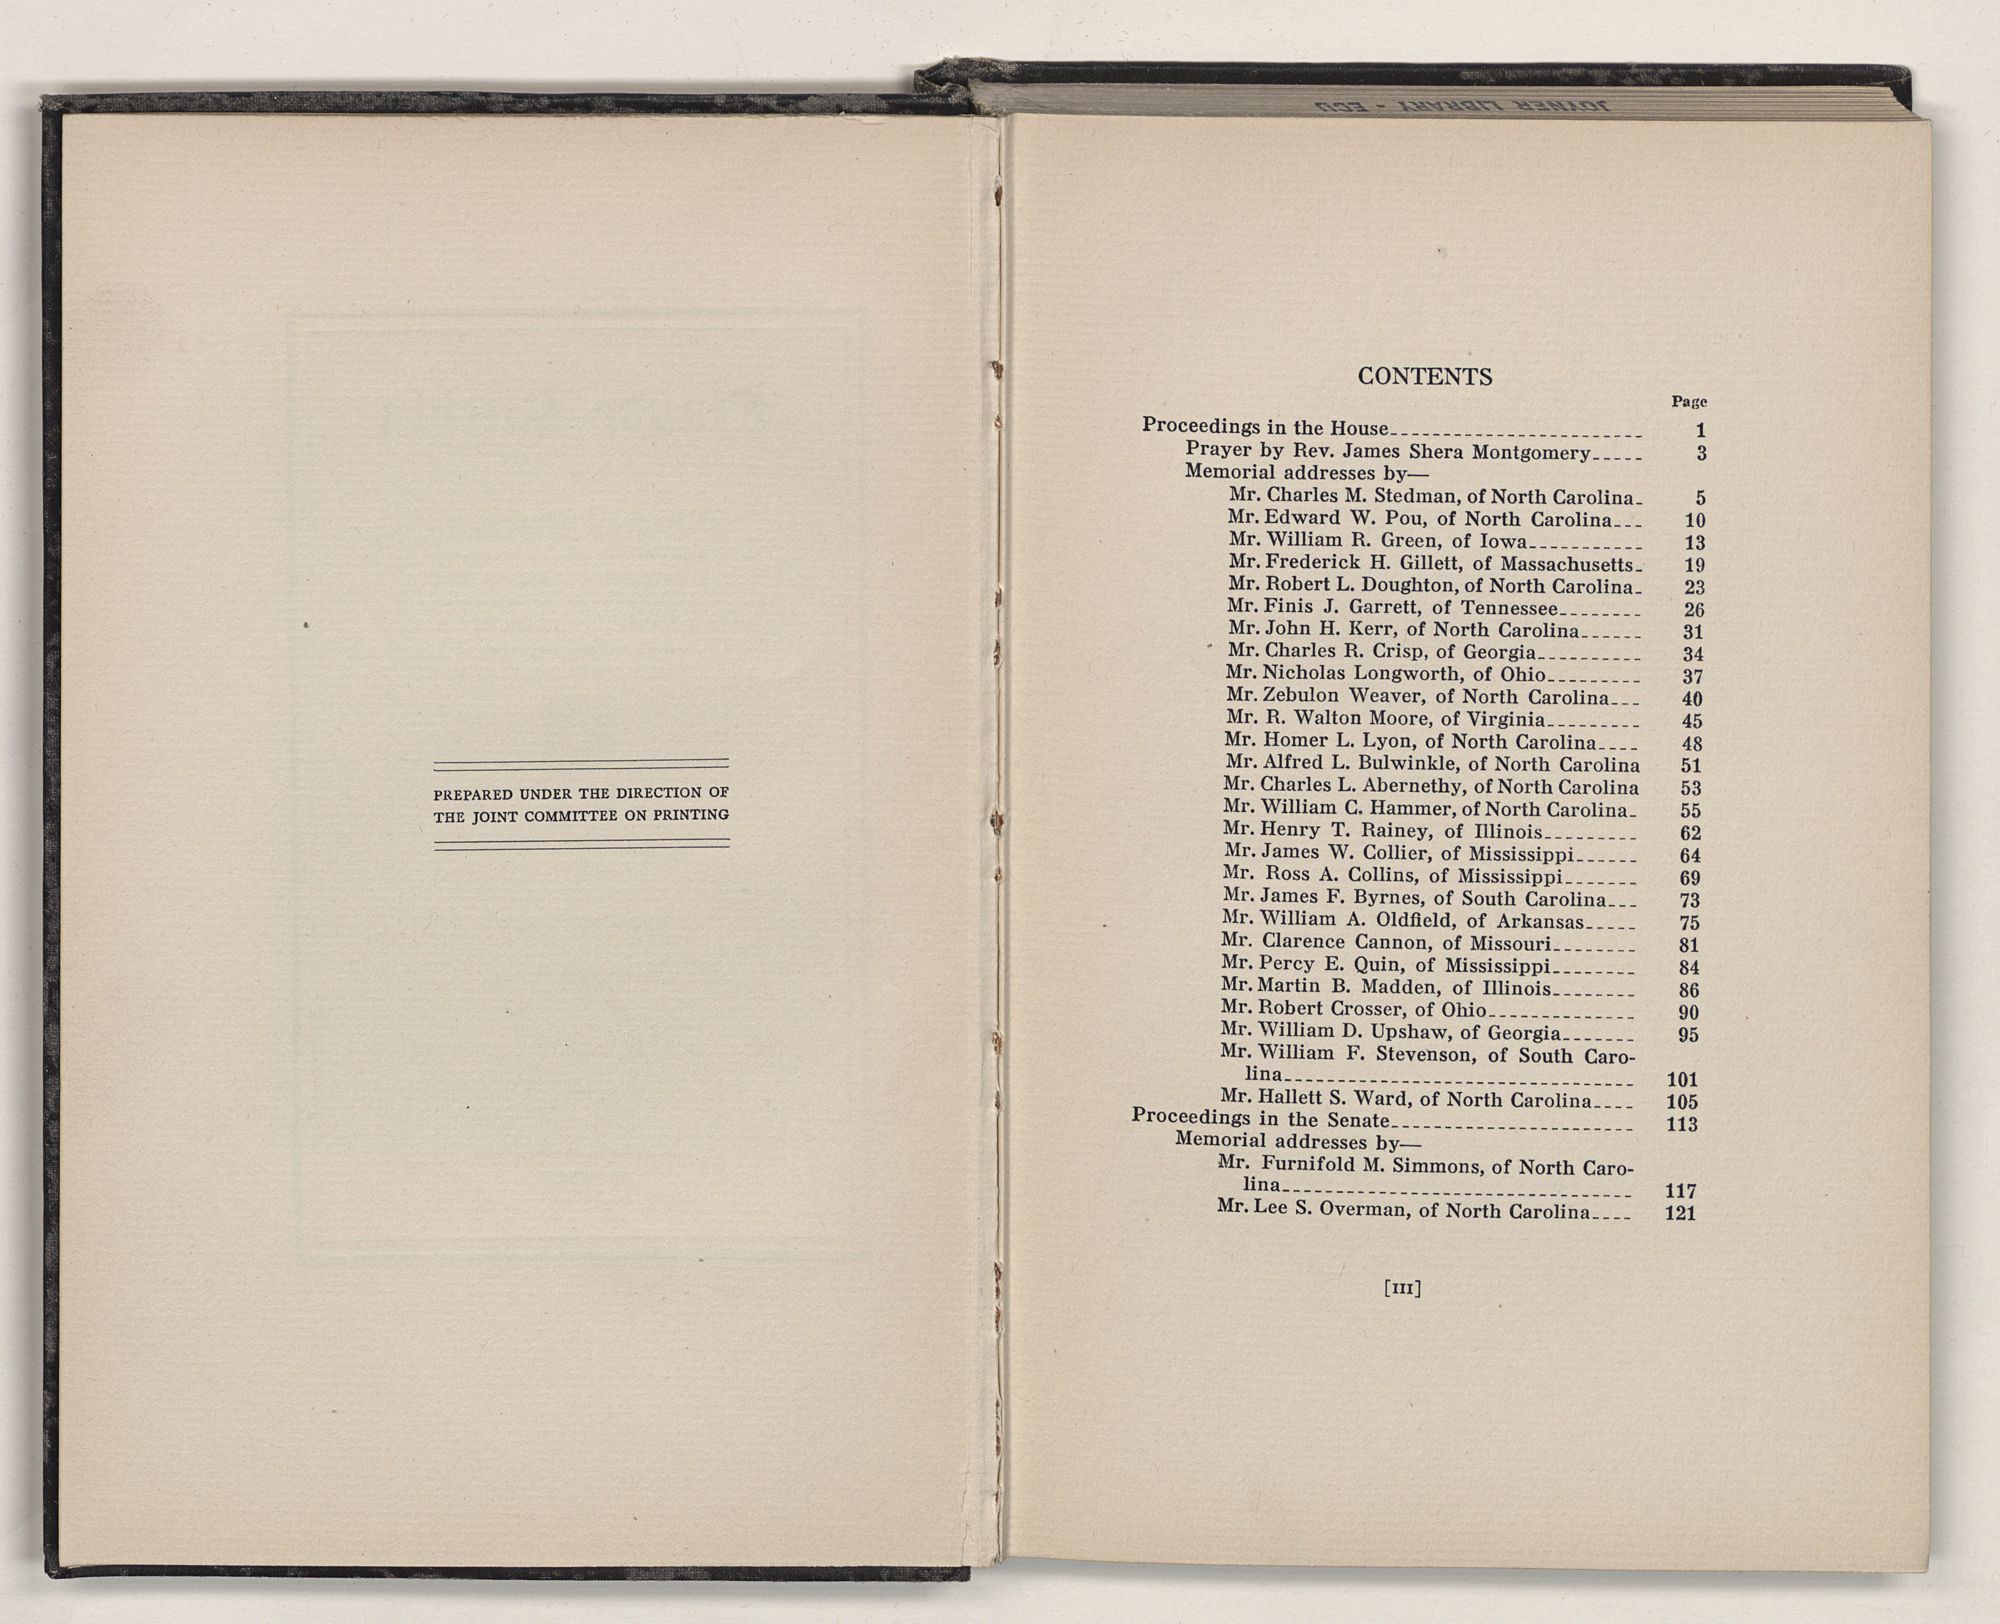 JOYNER LIBRARY - ECU
PREPARED UNDER THE DIRECTION OF
THE JOINT COMMITTEE ON PRINTING
CONTENTS
Page
Proceedings in the House------------------------ 1
Prayer by Rev. James Shera Montgomery----- 3
Memorial addresses by—
Mr. Charles M. Stedman, of North Carolina- 5
Mr. Edward W. Pou, of North Carolina--- 10
Mr. William R. Green, of Iowa----------- 13
Mr. Frederick H. Gillett, of Massachusetts- 19
Mr. Robert L. Doughton, of North Carolina- 23
Mr. Finis J. Garrett, of Tennessee-------- 26
Mr. John H. Kerr, of North Carolina------ 31
Mr. Charles R. Crisp, of Georgia---------- 34
Mr. Nicholas Longworth, of Ohio--------- 37
Mr. Zebulon Weaver, of North Carolina--- 40
Mr. R. Walton Moore, of Virginia--------- 45
Mr. Homer L. Lyon, of North Carolina---- 48
Mr. Alfred L. Bulwinkle, of North Carolina 51
Mr. Charles L. Abernethy, of North Carolina 53
Mr. William C. Hammer, of North Carolina- 55
Mr. Henry T. Rainey, of Illinois--------- 62
Mr. James W. Collier, of Mississippi------ 64
Mr. Ross A. Collins, of Mississippi------- 69
Mr. James F. Byrnes, of South Carolina--- 73
Mr. William A. Oldfield, of Arkansas----- 75
Mr. Clarence Cannon, of Missouri-------- 81
Mr. Percy E. Quin, of Mississippi-------- 84
Mr. Martin B. Madden, of Illinois-------- 86
Mr. Robert Crosser, of Ohio-------------- 90
Mr. William D. Upshaw, of Georgia------- 95
Mr. William F. Stevenson, of South Caro-
lina--------------------------------- 101
Mr. Hallett S. Ward, of North Carolina---- 105
Proceedings in the Senate----------------------- 113
Memorial addresses by—
Mr. Furnifold M. Simmons, of North Caro-
lina--------------------------------- 117
Mr. Lee S. Overman, of North Carolina---- 121
[III]